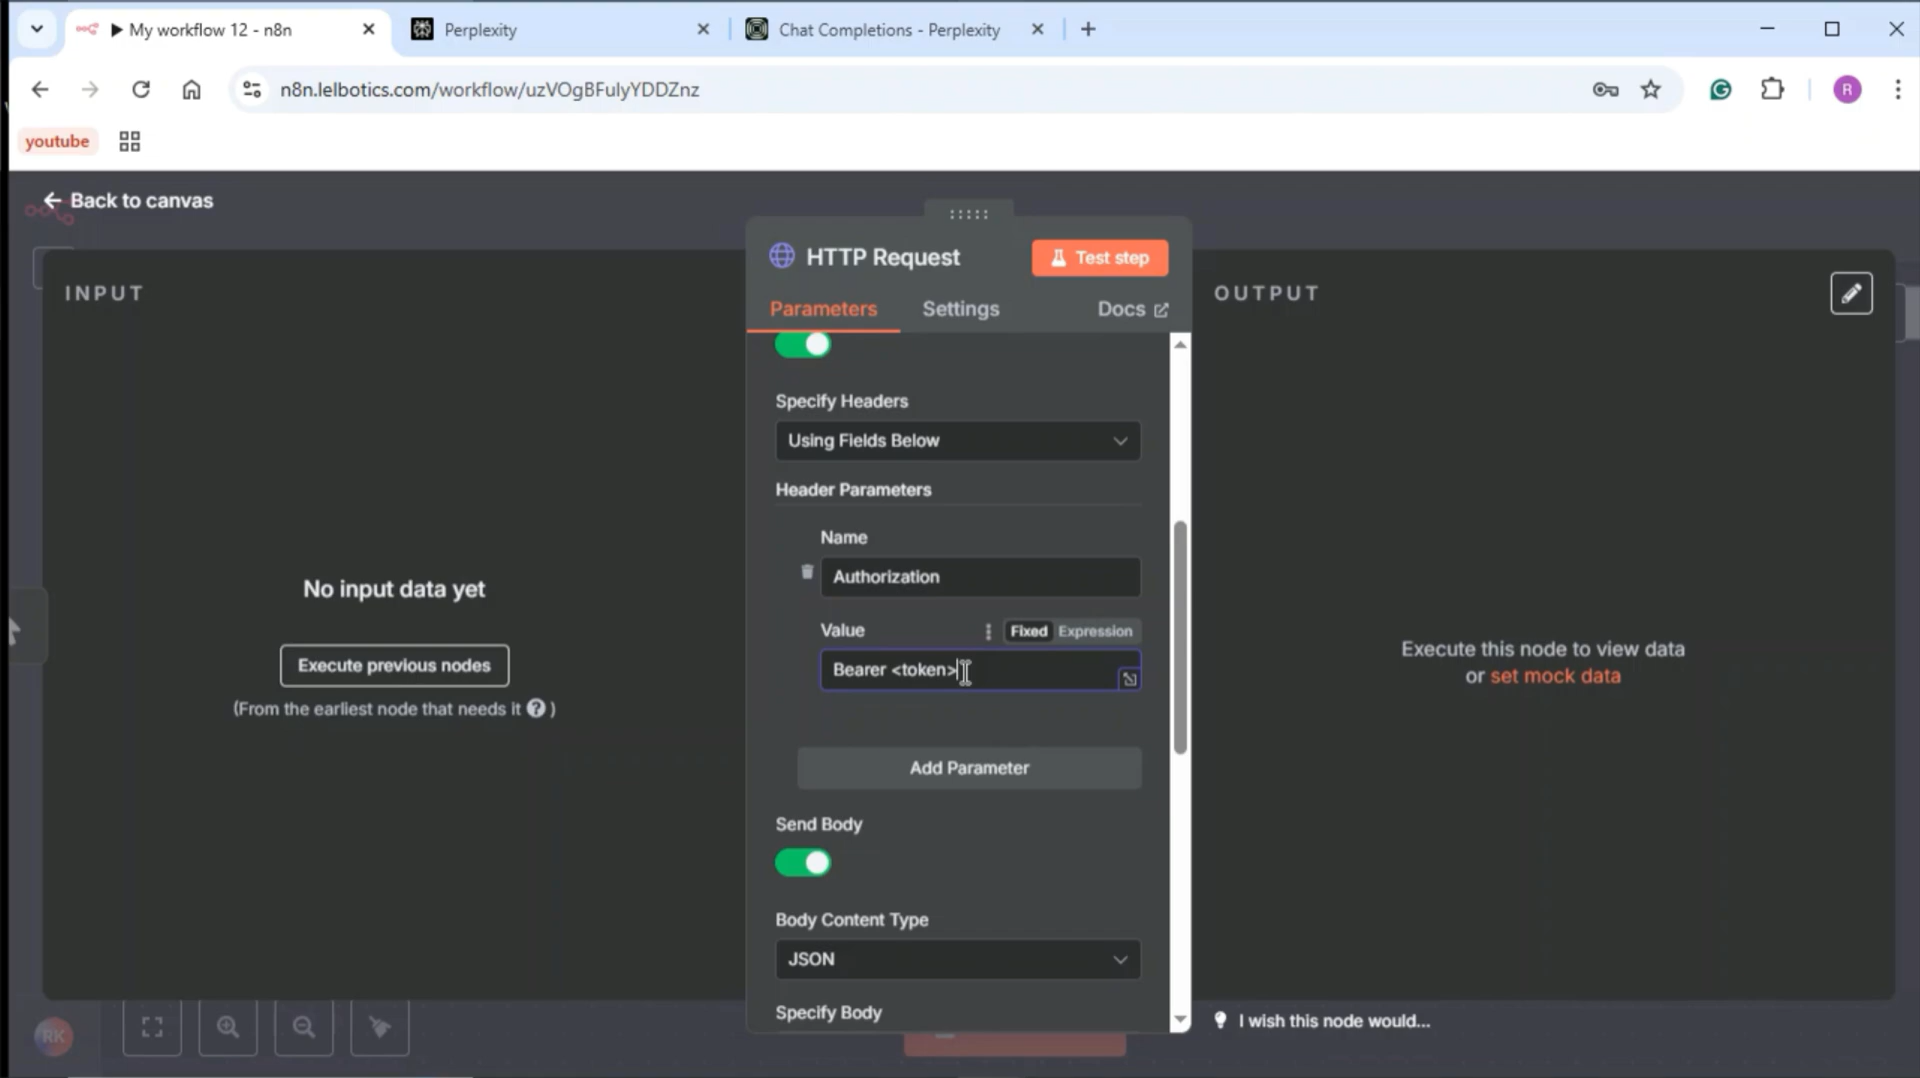 My workflow 12 - n8n
Perplexity
Chat Completions - Perplexity
n8n.lelbotics.com/workflow/uzVOgBFulyYDDZnz
R
youtube
Back to canvas
INPUT
HTTP Request
Test step
OUTPUT
Parameters
Settings
Docs
Specify Headers
Using Fields Below
Header Parameters
Name
Authorization
Value
Fixed
Expression
Bearer <token>
No input data yet
Execute previous nodes
(From the earliest node that needs it ? )
Execute this node to view data
or set mock data
Add Parameter
Send Body
Body Content Type
JSON
Specify Body
I wish this node would...
RK